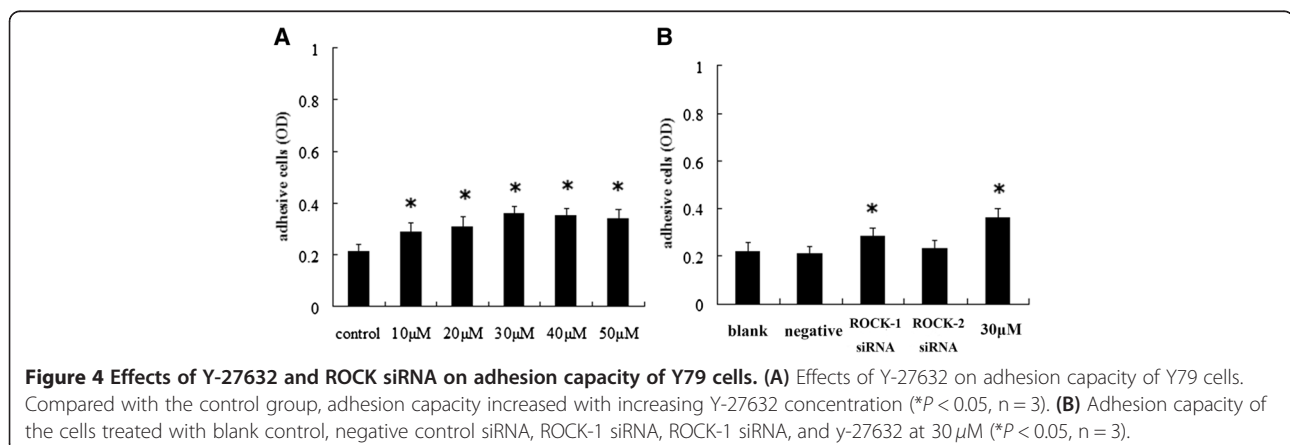 A
B
1
0.8
0.6
0.4
0.2
0
adhesive cells (OD)
* * * * *
control 10µM 20µM 30µM 40µM 50µM
1
0.8
0.6
0.4
0.2
0
adhesive cells (OD)
* *
blank negative ROCK-1 siRNA ROCK-2 siRNA 30µM
Figure 4 Effects of Y-27632 and ROCK siRNA on adhesion capacity of Y79 cells. (A) Effects of Y-27632 on adhesion capacity of Y79 cells.
Compared with the control group, adhesion capacity increased with increasing Y-27632 concentration (*P < 0.05, n = 3). (B) Adhesion capacity of
the cells treated with blank control, negative control siRNA, ROCK-1 siRNA, ROCK-1 siRNA, and y-27632 at 30 µM (*P < 0.05, n = 3).